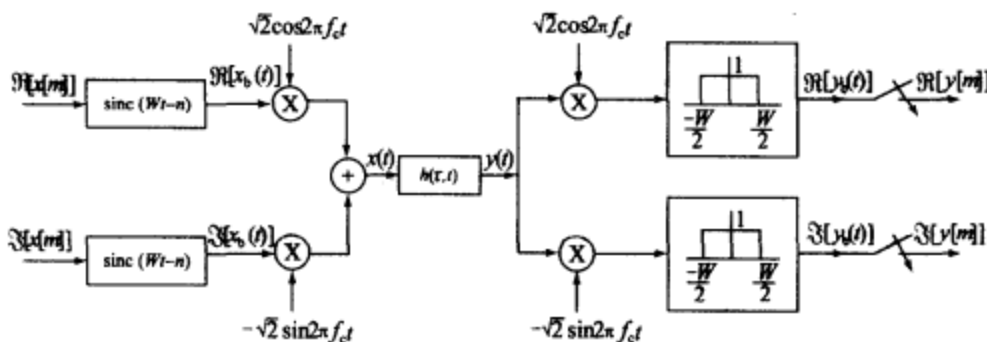 √2cos2πf_ct √2cos2πf_ct
ℜ[x[m]] sinc (Wt−n) ℜ[x_b(t)] X X 1 −W/2 W/2 ℜ[y_b(t)] ℜ[y[m]]
+ x(t) h(τ,t) y(t)
ℑ[x[m]] sinc (Wt−n) ℑ[x_b(t)] X X 1 −W/2 W/2 ℑ[y_b(t)] ℑ[y[m]]
−√2 sin2πf_ct −√2 sin2πf_ct